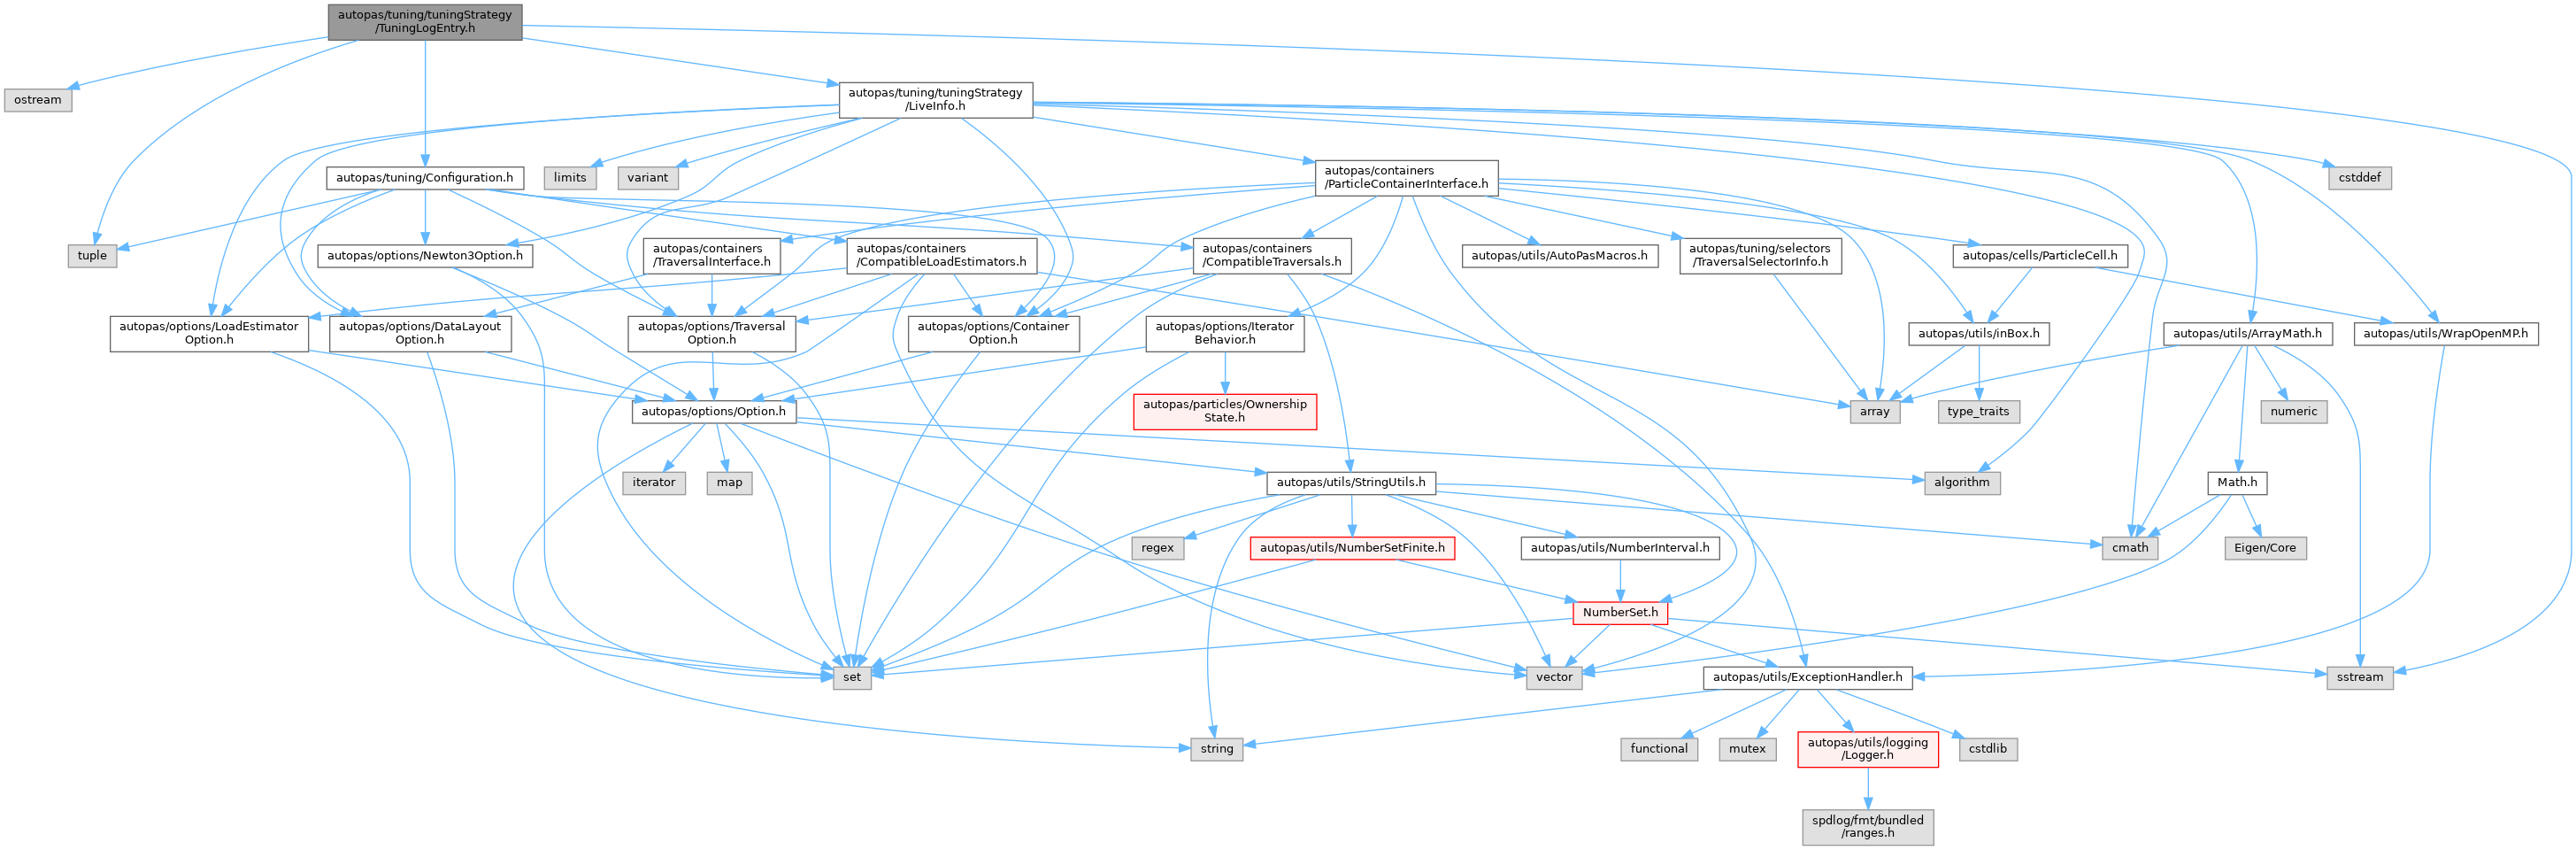 autopas/tuning/tuningStrategy
/TuningLogEntry.h
ostream
autopas/tuning/tuningStrategy
/LiveInfo.h
autopas/tuning/Configuration.h
limits
variant
autopas/containers
/ParticleContainerInterface.h
cstddef
tuple
autopas/options/Newton3Option.h
autopas/containers
/TraversalInterface.h
autopas/containers
/CompatibleLoadEstimators.h
autopas/containers
/CompatibleTraversals.h
autopas/utils/AutoPasMacros.h
autopas/tuning/selectors
/TraversalSelectorInfo.h
autopas/cells/ParticleCell.h
autopas/options/LoadEstimator
Option.h
autopas/options/DataLayout
Option.h
autopas/options/Traversal
Option.h
autopas/options/Container
Option.h
autopas/options/Iterator
Behavior.h
autopas/utils/inBox.h
autopas/utils/ArrayMath.h
autopas/utils/WrapOpenMP.h
autopas/options/Option.h
autopas/particles/Ownership
State.h
array
type_traits
numeric
iterator
map
autopas/utils/StringUtils.h
algorithm
Math.h
regex
autopas/utils/NumberSetFinite.h
autopas/utils/NumberInterval.h
cmath
Eigen/Core
NumberSet.h
set
vector
autopas/utils/ExceptionHandler.h
sstream
string
functional
mutex
autopas/utils/logging
/Logger.h
cstdlib
spdlog/fmt/bundled
/ranges.h